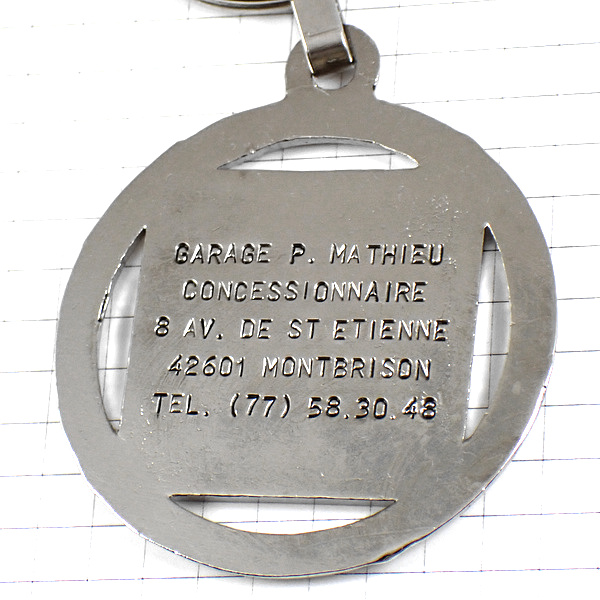 GARAGE P. MATHIEU
CONCESSIONNAIRE
8 AV. DE ST ETIENNE
42601 MONTBRISON
TEL. (77) 58.30.48